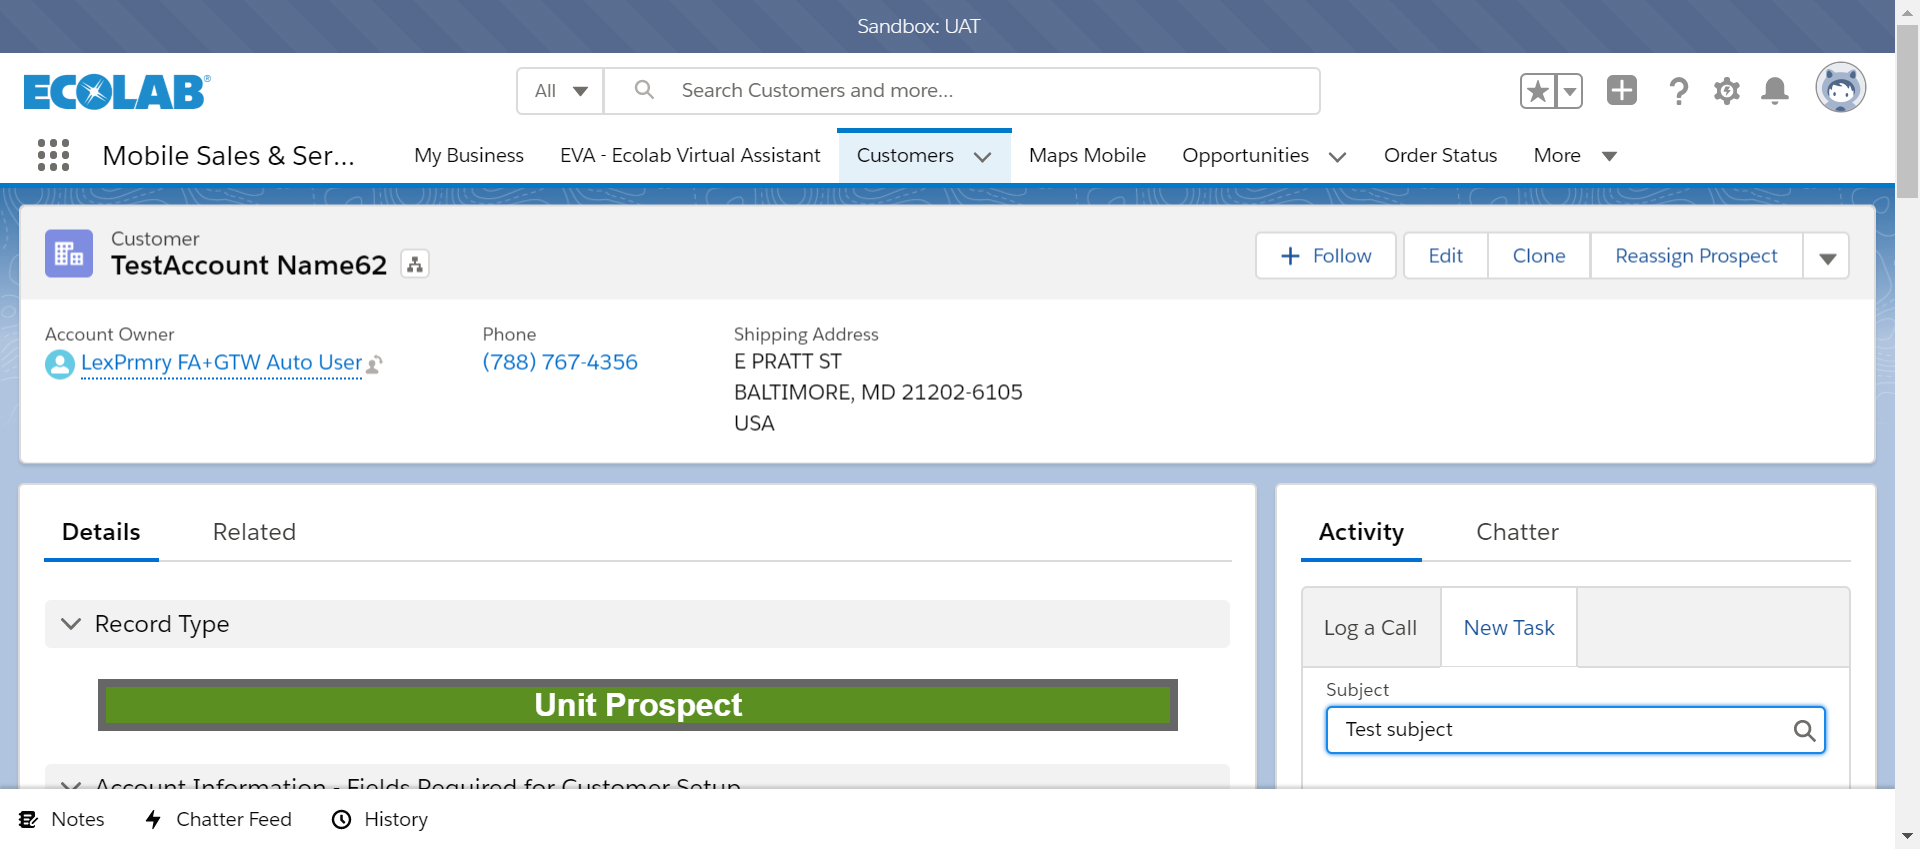 Sandbox: UAT
ECOLAB®
All
Search Customers and more...
Mobile Sales & Ser...
My Business
EVA - Ecolab Virtual Assistant
Customers
Maps Mobile
Opportunities
Order Status
More
Customer
TestAccount Name62
Follow
Edit
Clone
Reassign Prospect
Account Owner
LexPrmry FA+GTW Auto User
Phone
(788) 767-4356
Shipping Address
E PRATT ST
BALTIMORE, MD 21202-6105
USA
Details
Related
Record Type
Unit Prospect
Account Information - Fields Required for Customer Setup
Activity
Chatter
Log a Call
New Task
Subject
Test subject
Notes
Chatter Feed
History